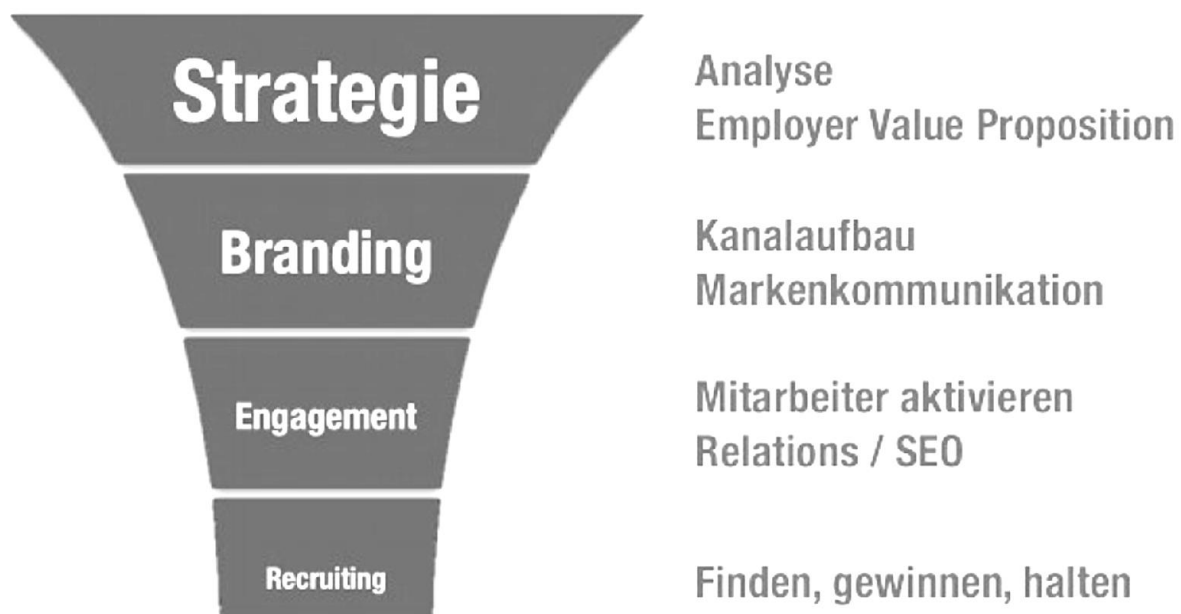 Strategie
Analyse
Employer Value Proposition
Branding
Kanalaufbau
Markenkommunikation
Engagement
Mitarbeiter aktivieren
Relations / SEO
Recruiting
Finden, gewinnen, halten